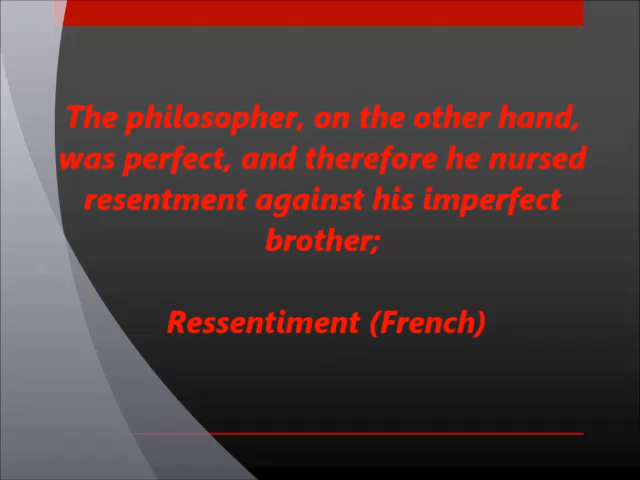 The philosopher, on the other hand,
was perfect, and therefore he nursed
resentment against his imperfect
brother;
Ressentiment (French)